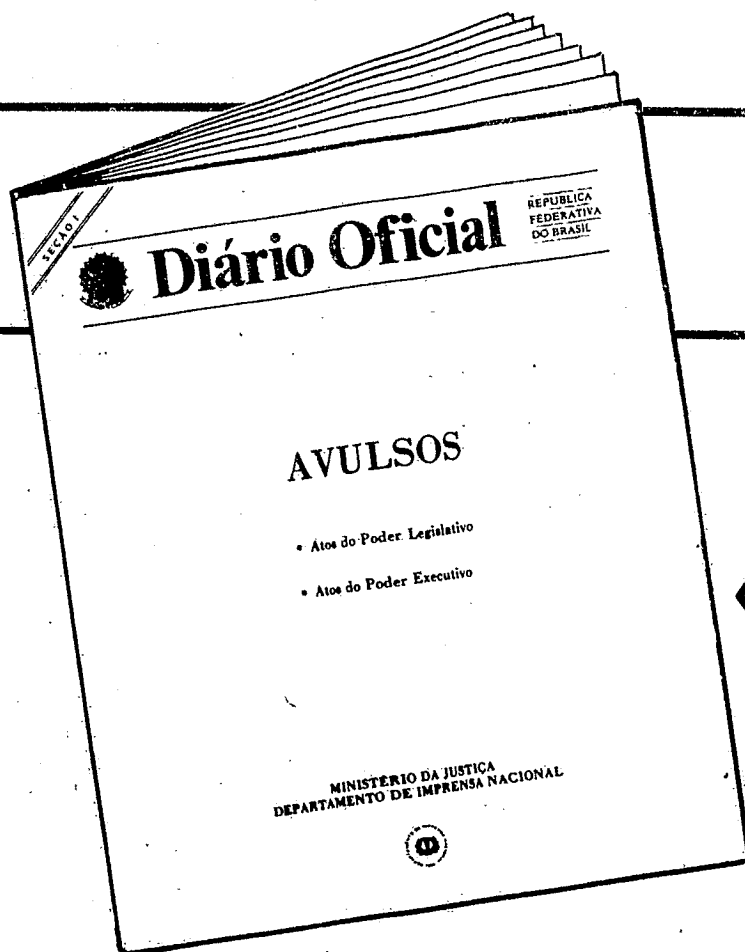 SEÇÃO I
Diário Oficial
REPÚBLICA
FEDERATIVA
DO BRASIL
AVULSOS
• Atos do Poder Legislativo
• Atos do Poder Executivo
MINISTÉRIO DA JUSTIÇA
DEPARTAMENTO DE IMPRENSA NACIONAL